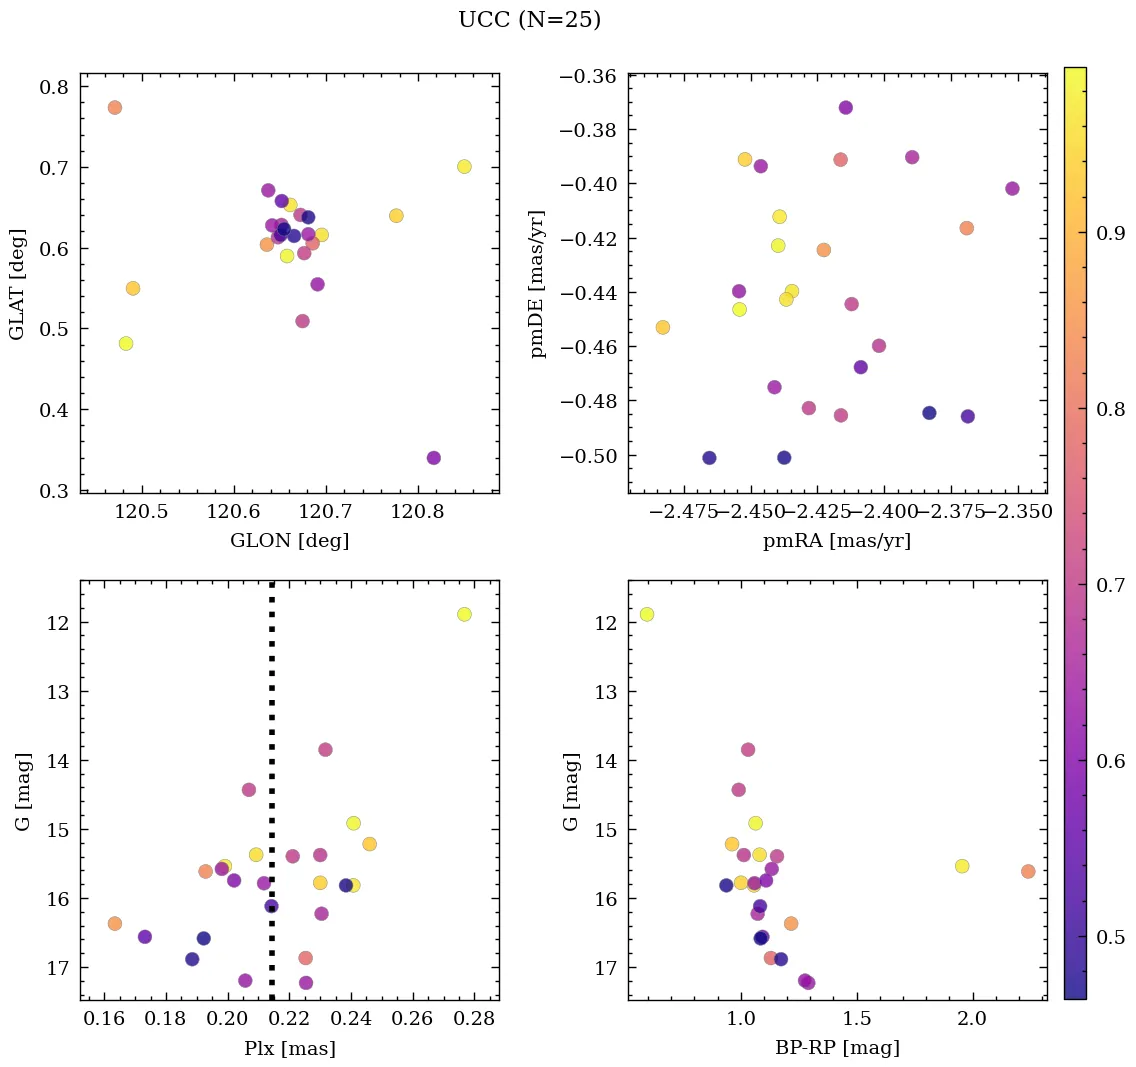 UCC (N=25)
0.8
0.7
0.6
0.5
0.4
0.3
GLAT [deg]
120.5 120.6 120.7 120.8
GLON [deg]
−0.36
−0.38
−0.40
−0.42
−0.44
−0.46
−0.48
−0.50
pmDE [mas/yr]
−2.475 −2.450 −2.425 −2.400 −2.375 −2.350
pmRA [mas/yr]
12
13
14
15
16
17
G [mag]
0.16 0.18 0.20 0.22 0.24 0.26 0.28
Plx [mas]
12
13
14
15
16
17
G [mag]
1.0 1.5 2.0
BP-RP [mag]
0.9
0.8
0.7
0.6
0.5